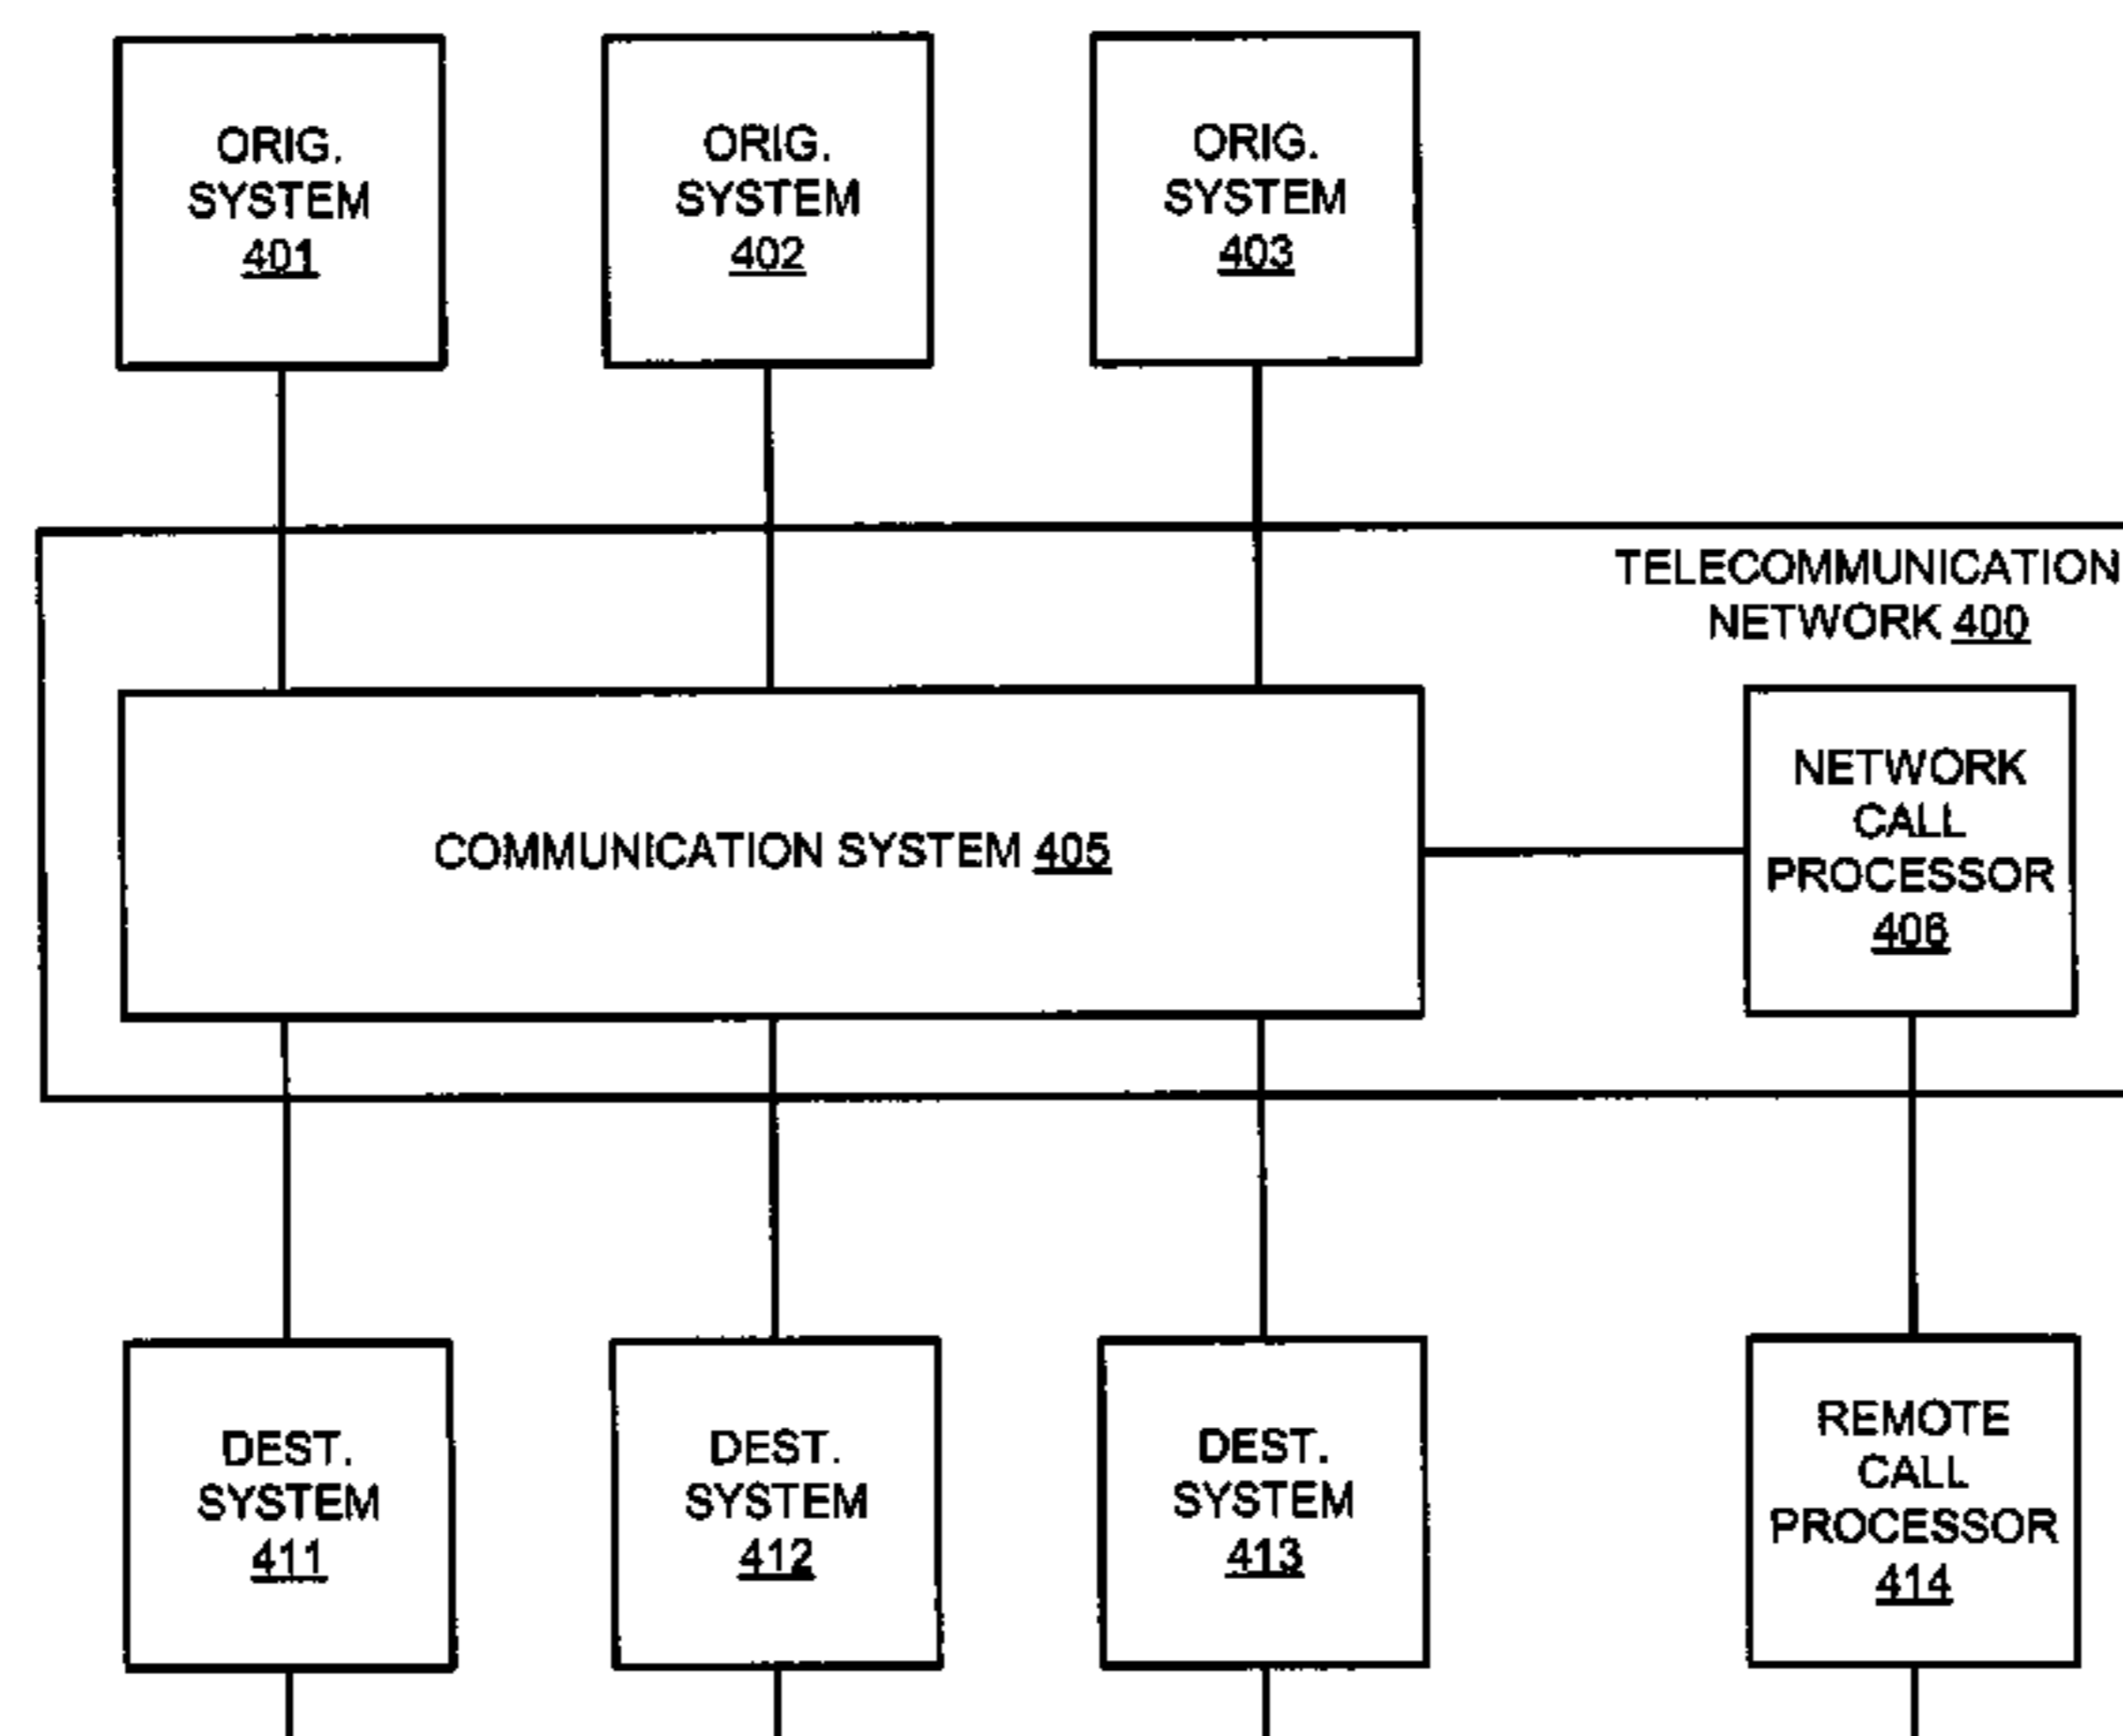 ORIG.
SYSTEM
401
ORIG.
SYSTEM
402
ORIG.
SYSTEM
403
TELECOMMUNICATION
NETWORK 400
COMMUNICATION SYSTEM 405
NETWORK
CALL
PROCESSOR
406
DEST.
SYSTEM
411
DEST.
SYSTEM
412
DEST.
SYSTEM
413
REMOTE
CALL
PROCESSOR
414